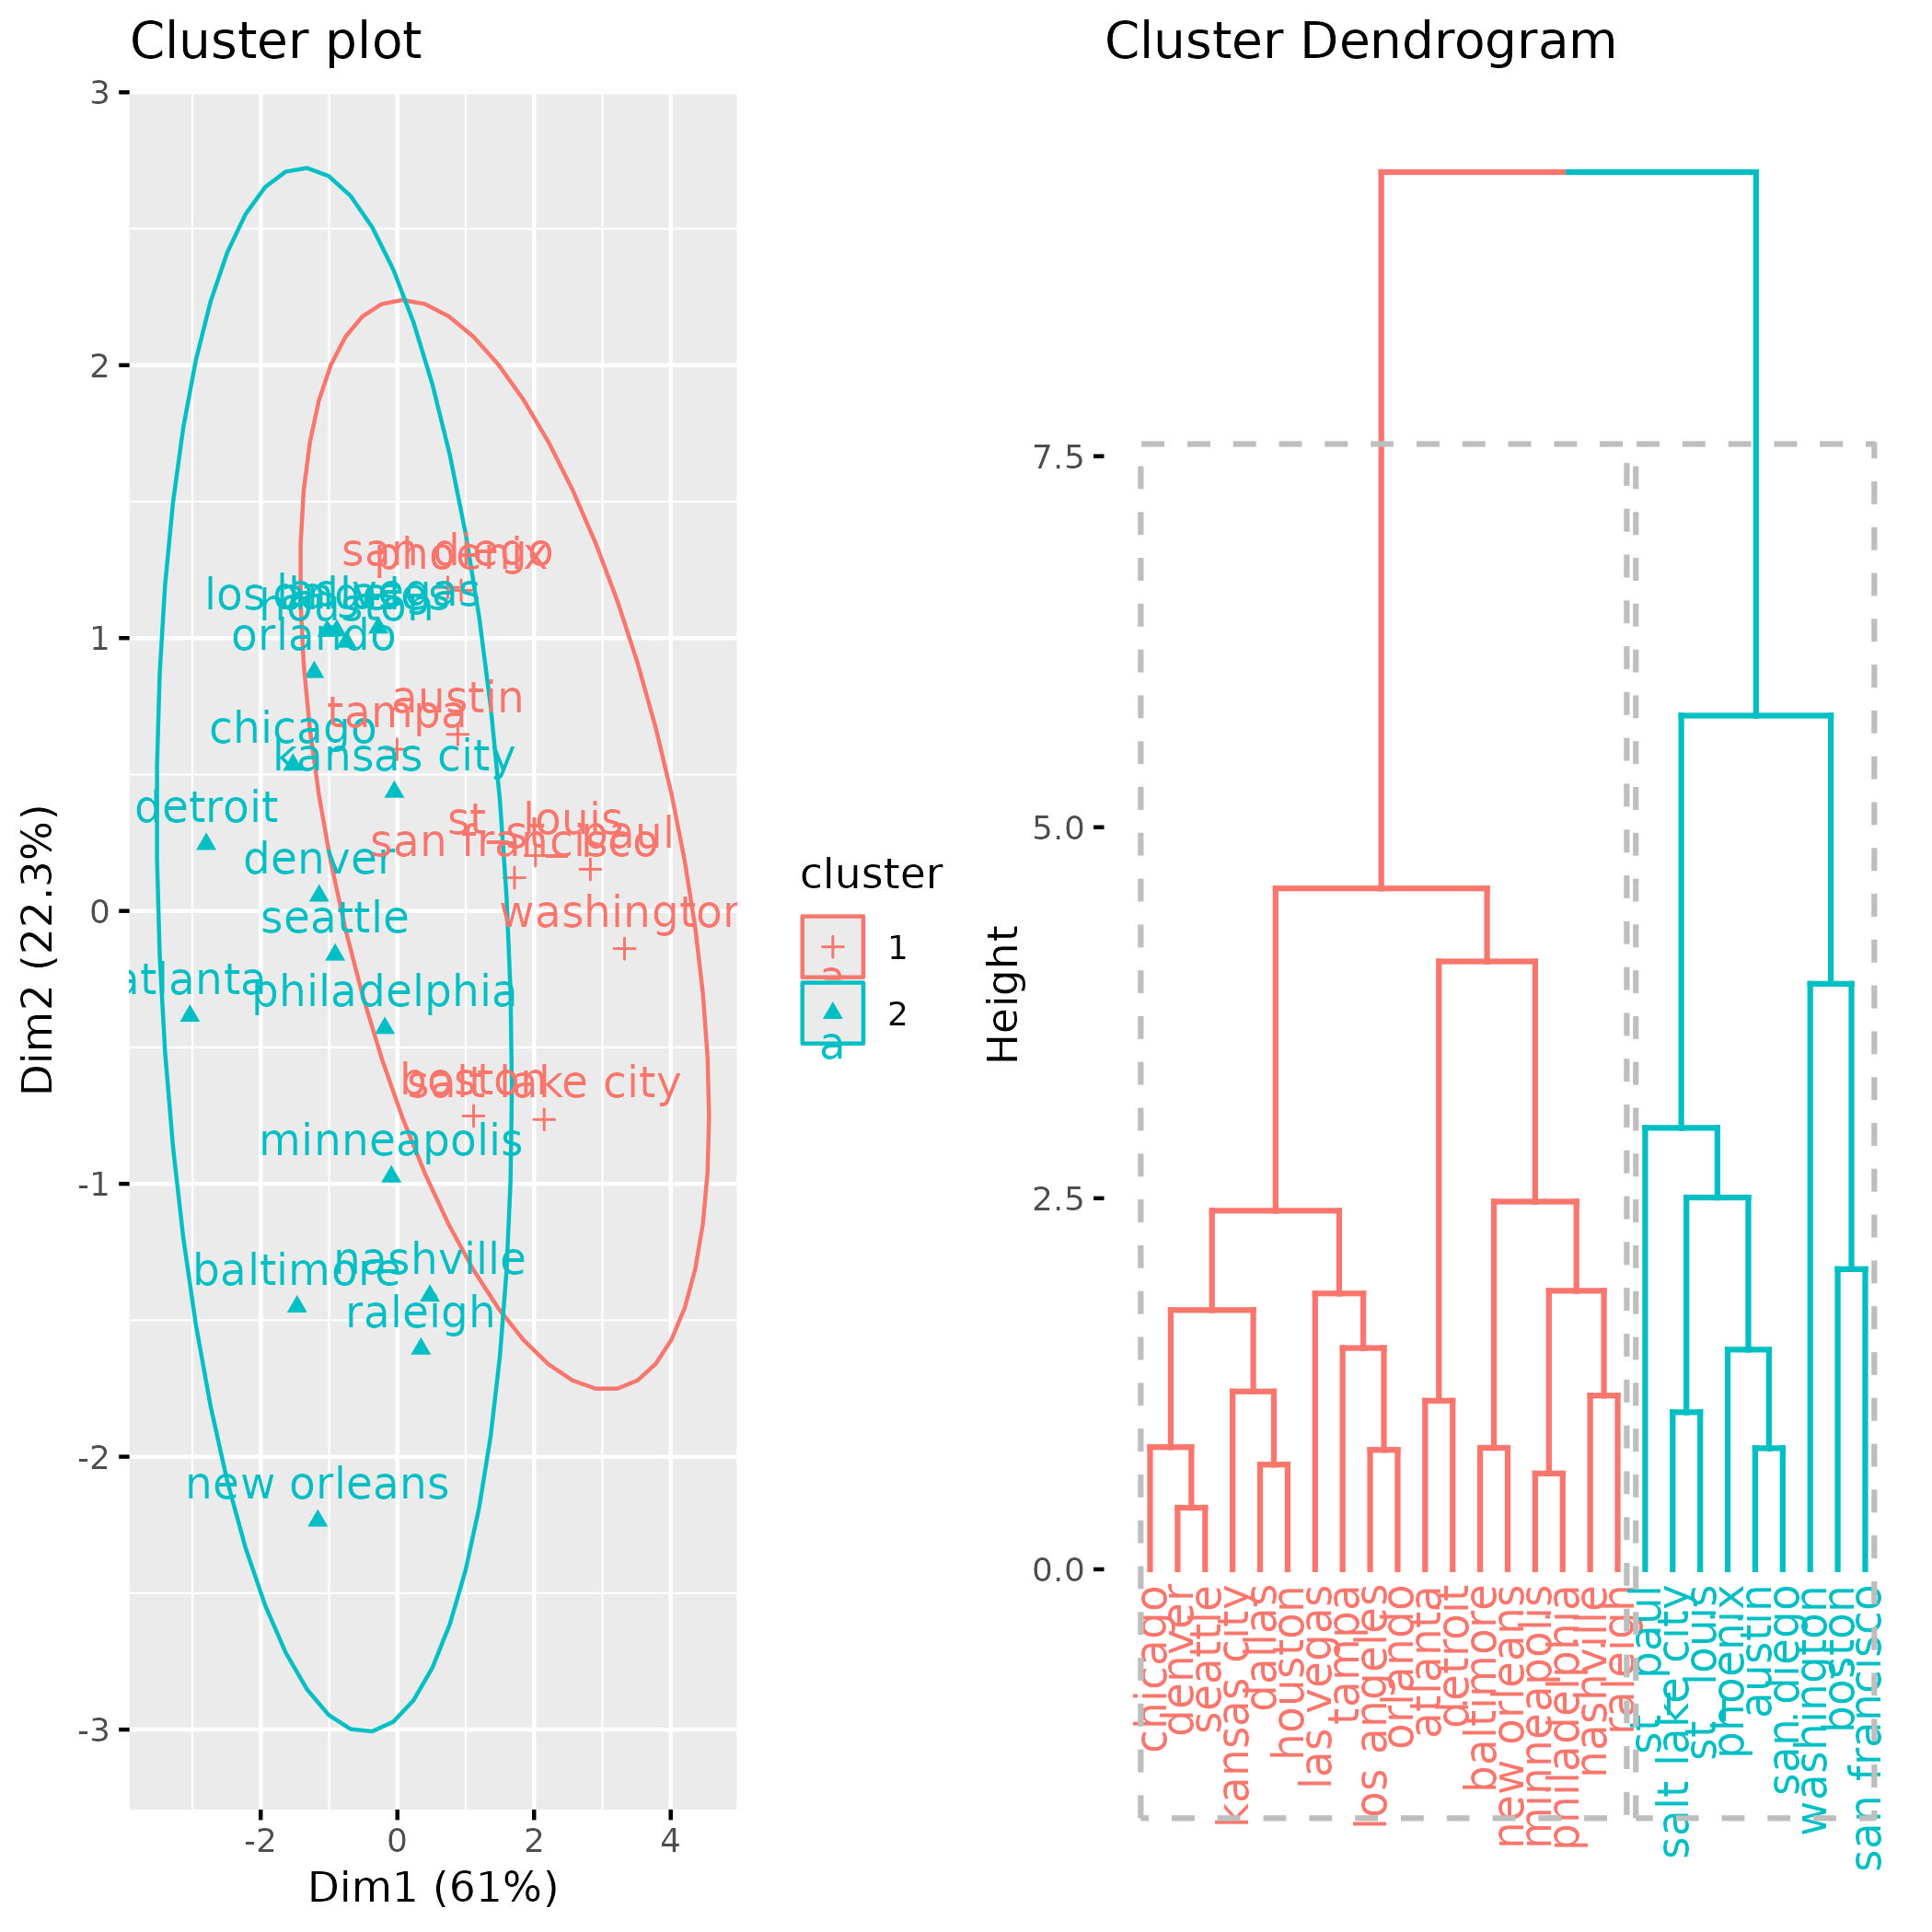 Cluster plot
3
2
1
0
-1
-2
-3
Dim2 (22.3%)
-2
0
2
4
Dim1 (61%)
san diego
phoenix
los angeles
dallas
las vegas
houston
orlando
austin
tampa
chicago
kansas city
detroit
st. louis
st. paul
san francisco
denver
washington
seattle
atlanta
philadelphia
boston
salt lake city
minneapolis
nashville
baltimore
raleigh
new orleans
cluster
a
1
a
2
Cluster Dendrogram
7.5
5.0
2.5
0.0
Height
chicago
denver
seattle
kansas city
dallas
houston
las vegas
tampa
los angeles
orlando
atlanta
detroit
baltimore
new orleans
minneapolis
philadelphia
nashville
raleigh
st. paul
salt lake city
st. louis
phoenix
austin
san diego
washington
boston
san francisco